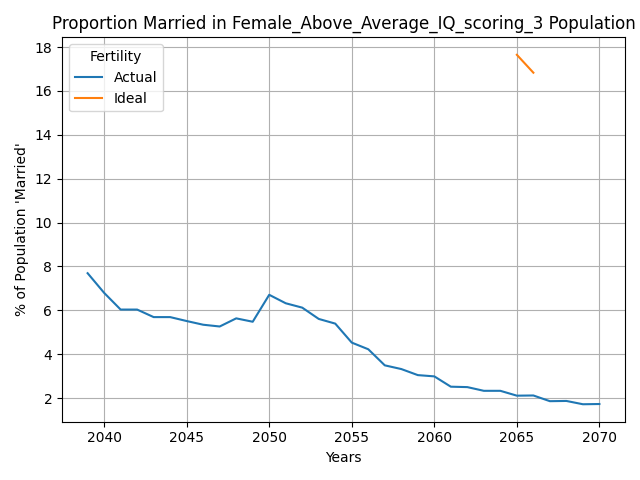 Proportion Married in Female_Above_Average_IQ_scoring_3 Population
Fertility
Actual
Ideal
% of Population 'Married'
18
16
14
12
10
8
6
4
2
2040 2045 2050 2055 2060 2065 2070
Years